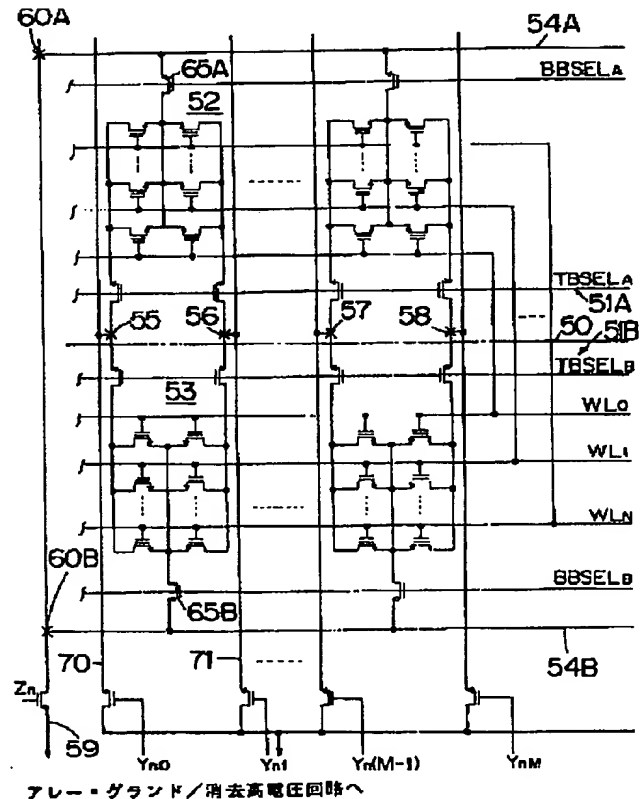 60A
54A
65A
BBSELA
52
TBSELA
51A
55
56
57
58
50
51B
TBSELB
53
WL0
WL1
WLN
60B
BBSELB
65B
70
71
54B
Zn
59
Yn0
Yn1
Yn(M-1)
YnM
アレー・グランド/消去高電圧回路へ